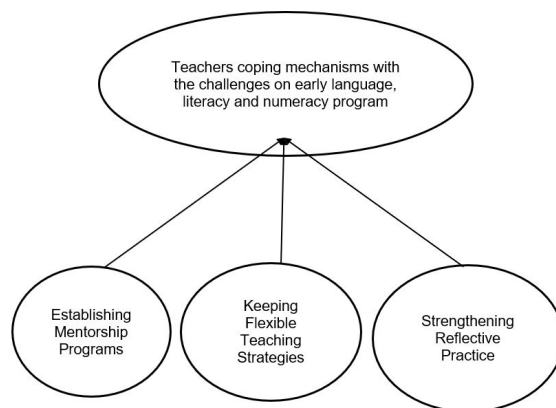 Teachers coping mechanisms with
the challenges on early language,
literacy and numeracy program
Establishing
Mentorship
Programs
Keeping
Flexible
Teaching
Strategies
Strengthening
Reflective
Practice